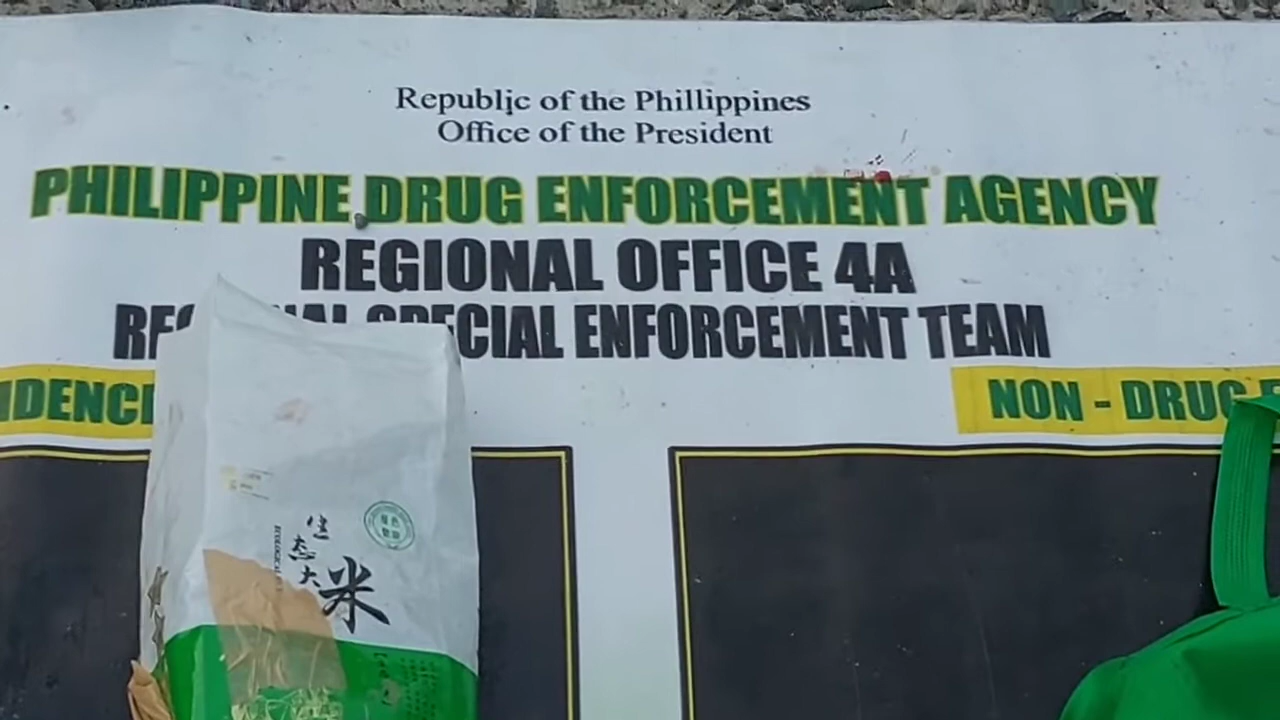 Republic of the Phillippines
Office of the President
PHILIPPINE DRUG ENFORCEMENT AGENCY
REGIONAL OFFICE 4A
SPECIAL ENFORCEMENT TEAM
NON - DRUG
生态大米